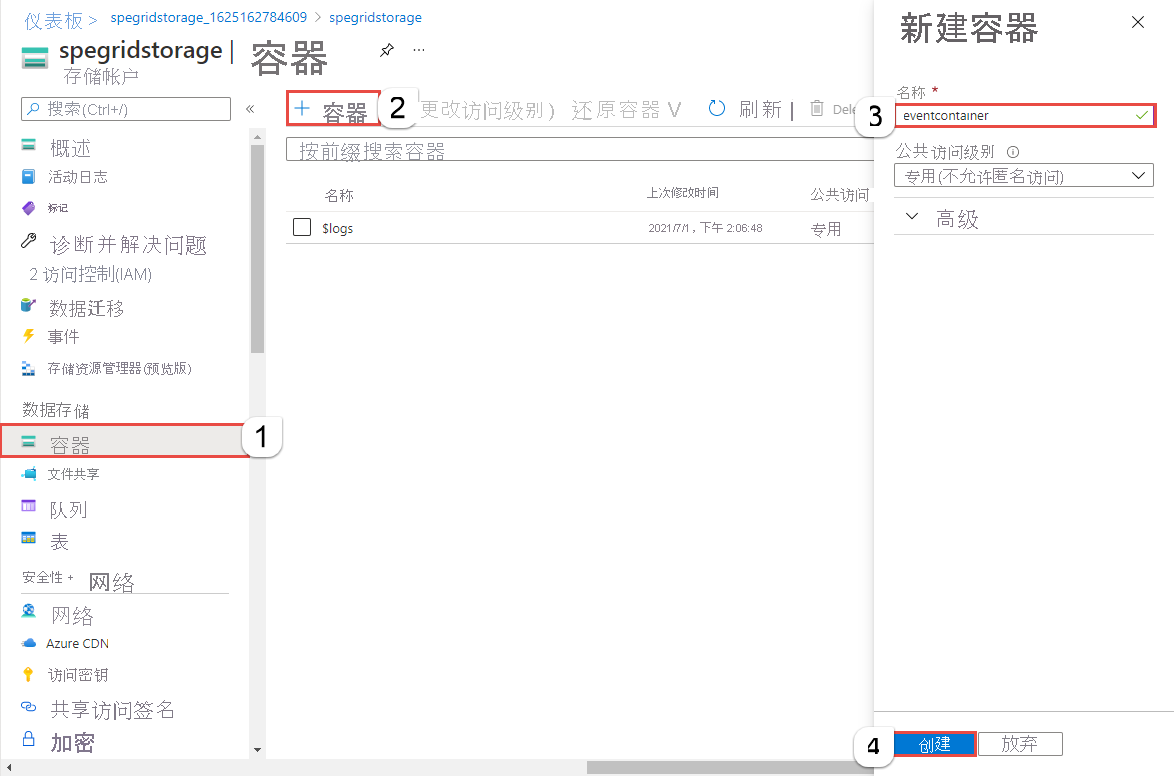 仪表板 > spegridstorage_1625162784609 > spegridstorage
spegridstorage | 容器 ...
存储帐户
搜索(Ctrl+/) «
概述
活动日志
标记
诊断并解决问题
2 访问控制(IAM)
数据迁移
事件
存储资源管理器(预览版)
数据存储
容器 1
文件共享
队列
表
安全性 + 网络
网络
Azure CDN
访问密钥
共享访问签名
加密
+ 容器 2 更改访问级别) 还原容器 V 刷新 | Dele
按前缀搜索容器
名称 上次修改时间 公共访问
$logs 2021/7/1，下午 2:06:48 专用
新建容器
名称 *
3 eventcontainer
公共访问级别
专用(不允许匿名访问)
高级
4 创建 放弃